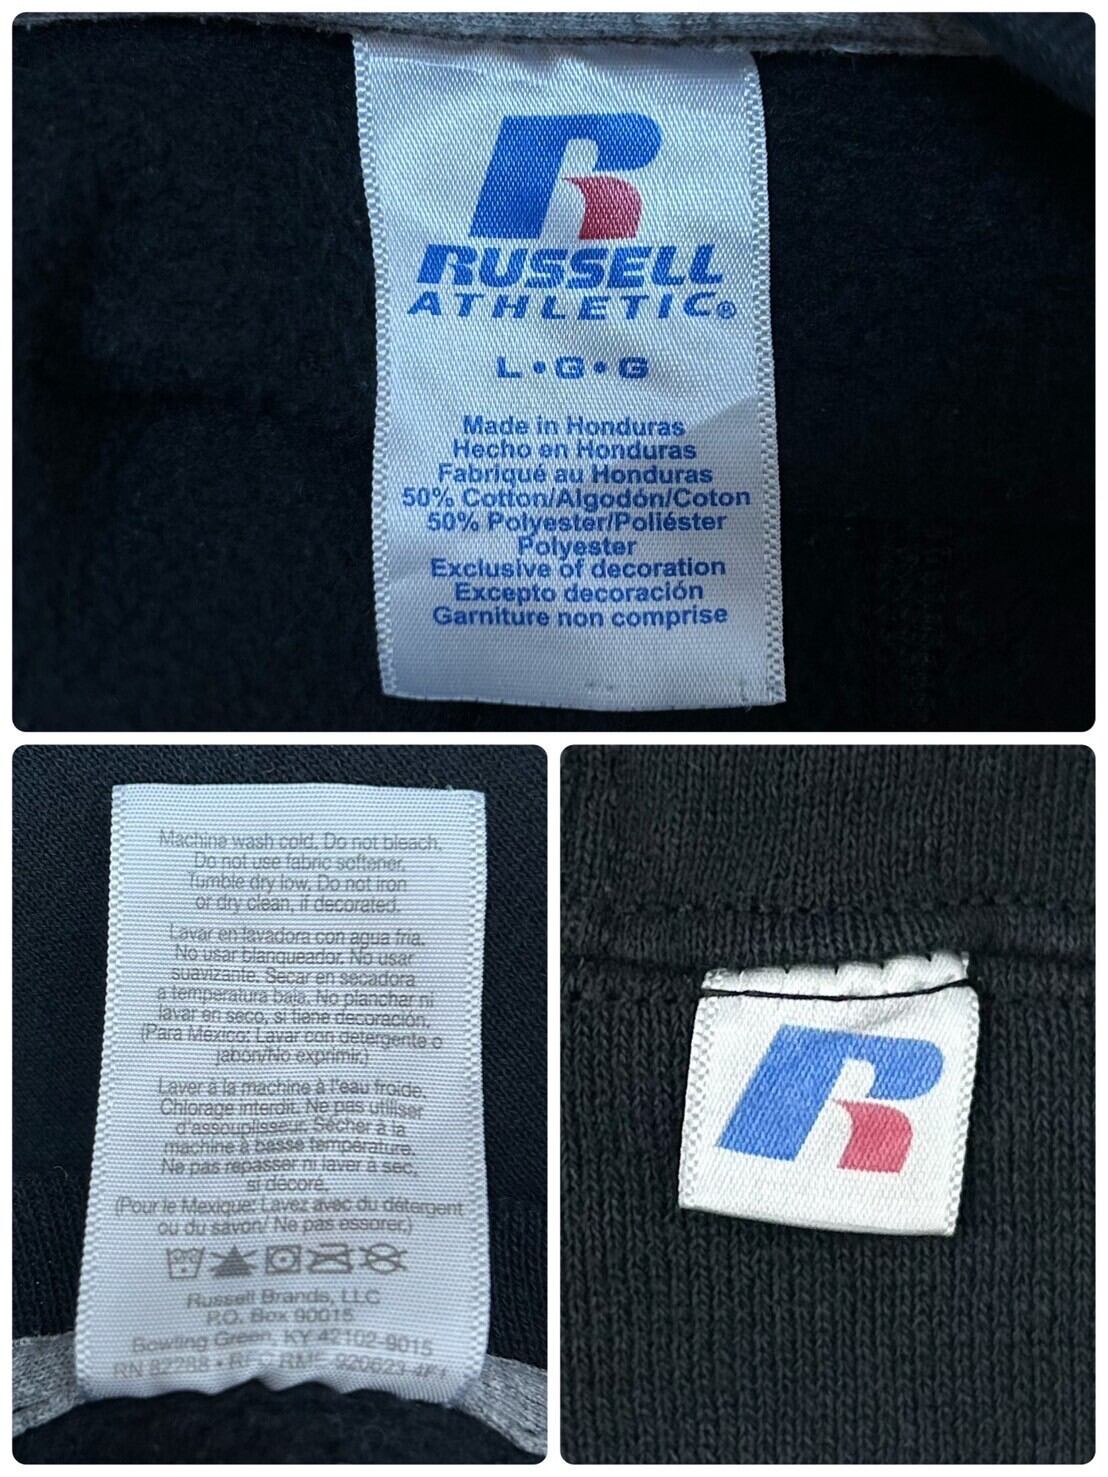 RUSSELL
ATHLETIC®
L•G•G
Made in Honduras
Hecho en Honduras
Fabriqué au Honduras
50% Cotton/Algodón/Coton
50% Polyester/Poliéster
Polyester
Exclusive of decoration
Excepto decoración
Garniture non comprise
Machine wash cold. Do not bleach.
Do not use fabric softener.
Tumble dry low. Do not iron
or dry clean, if decorated.
Lavar en lavadora con agua fría.
No usar blanqueador. No usar
suavizante. Secar en secadora
a temperatura baja. No planchar ni
lavar en seco, si tiene decoración.
(Para México: Lavar con detergente o
jabón/No exprimir.)
Laver à la machine à l'eau froide.
Chlorage interdit. Ne pas utiliser
d'assouplisseur. Sécher à la
machine à basse température.
Ne pas repasser ni laver à sec,
si décoré.
(Pour le Mexique: Lavez avec du détergent
ou du savon/ Ne pas essorer.)
Russell Brands, LLC
P.O. Box 90015
Bowling Green, KY 42102-9015
RN 82288 • RFC RME 920623 4F1
R